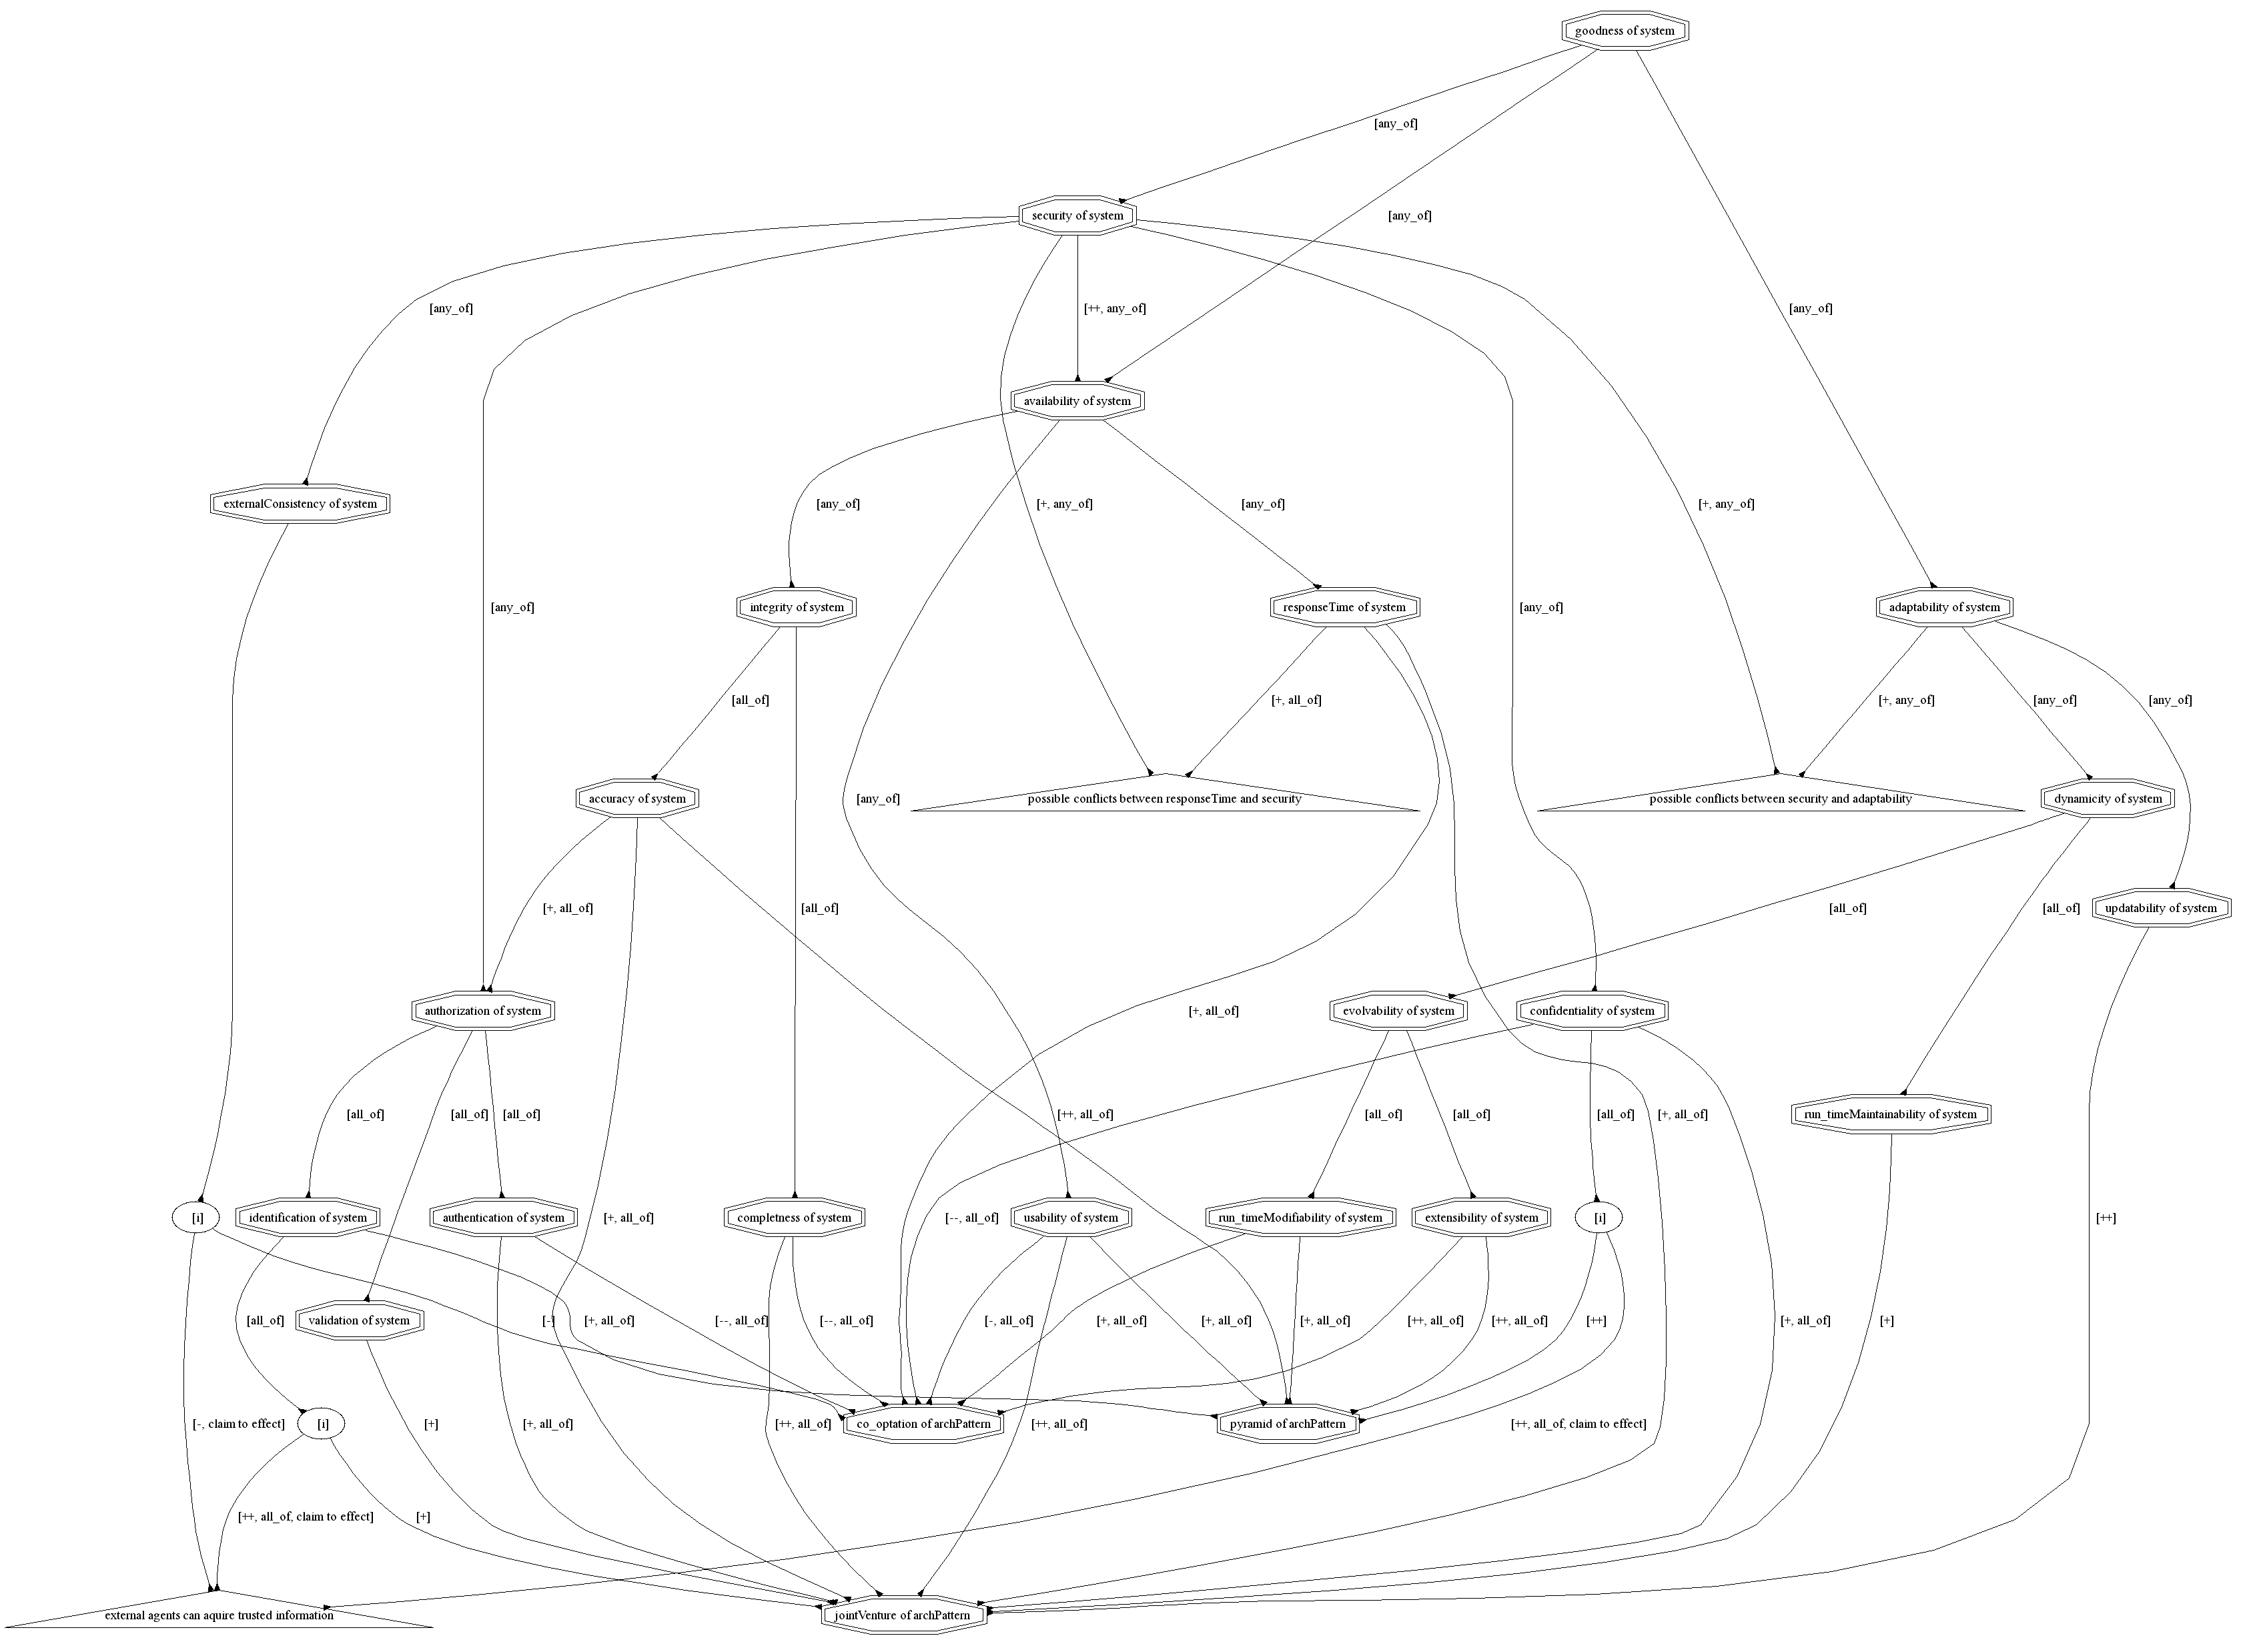 goodness of system
[any_of]
security of system
[any_of]
[any_of]
[++, any_of]
[any_of]
availability of system
externalConsistency of system
[any_of]
[+, any_of]
[any_of]
[+, any_of]
[any_of]
integrity of system
responseTime of system
[any_of]
adaptability of system
[all_of]
[+, all_of]
[+, any_of]
[any_of]
[any_of]
accuracy of system
[any_of]
possible conflicts between responseTime and security
possible conflicts between security and adaptability
dynamicity of system
[+, all_of]
[all_of]
[all_of]
[all_of]
updatability of system
authorization of system
[+, all_of]
evolvability of system
confidentiality of system
[all_of]
[all_of]
[all_of]
[++, all_of]
[all_of]
[all_of]
[all_of]
[+, all_of]
run_timeMaintainability of system
[i]
identification of system
authentication of system
[+, all_of]
completness of system
[--, all_of]
usability of system
run_timeModifiability of system
extensibility of system
[i]
[++]
[all_of]
validation of system
[-]
[+, all_of]
[--, all_of]
[--, all_of]
[-, all_of]
[+, all_of]
[+, all_of]
[+, all_of]
[++, all_of]
[++, all_of]
[++]
[+, all_of]
[+]
[-, claim to effect]
[i]
[+]
[+, all_of]
[++, all_of]
co_optation of archPattern
[++, all_of]
pyramid of archPattern
[++, all_of, claim to effect]
[++, all_of, claim to effect]
[+]
external agents can aquire trusted information
jointVenture of archPattern